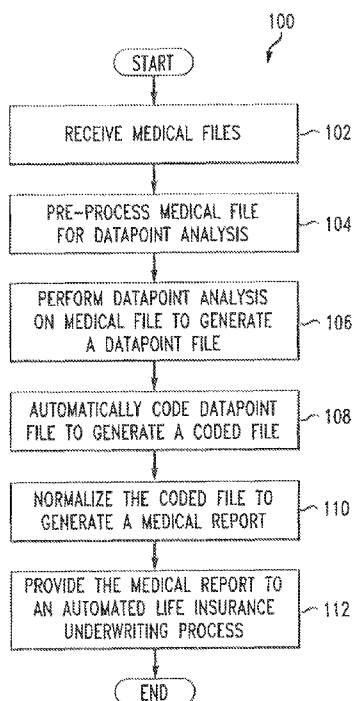 100
START
RECEIVE MEDICAL FILES
102
PRE-PROCESS MEDICAL FILE
FOR DATAPOINT ANALYSIS
104
PERFORM DATAPOINT ANALYSIS
ON MEDICAL FILE TO GENERATE
A DATAPOINT FILE
106
AUTOMATICALLY CODE DATAPOINT
FILE TO GENERATE A CODED FILE
108
NORMALIZE THE CODED FILE TO
GENERATE A MEDICAL REPORT
110
PROVIDE THE MEDICAL REPORT TO
AN AUTOMATED LIFE INSURANCE
UNDERWRITING PROCESS
112
END